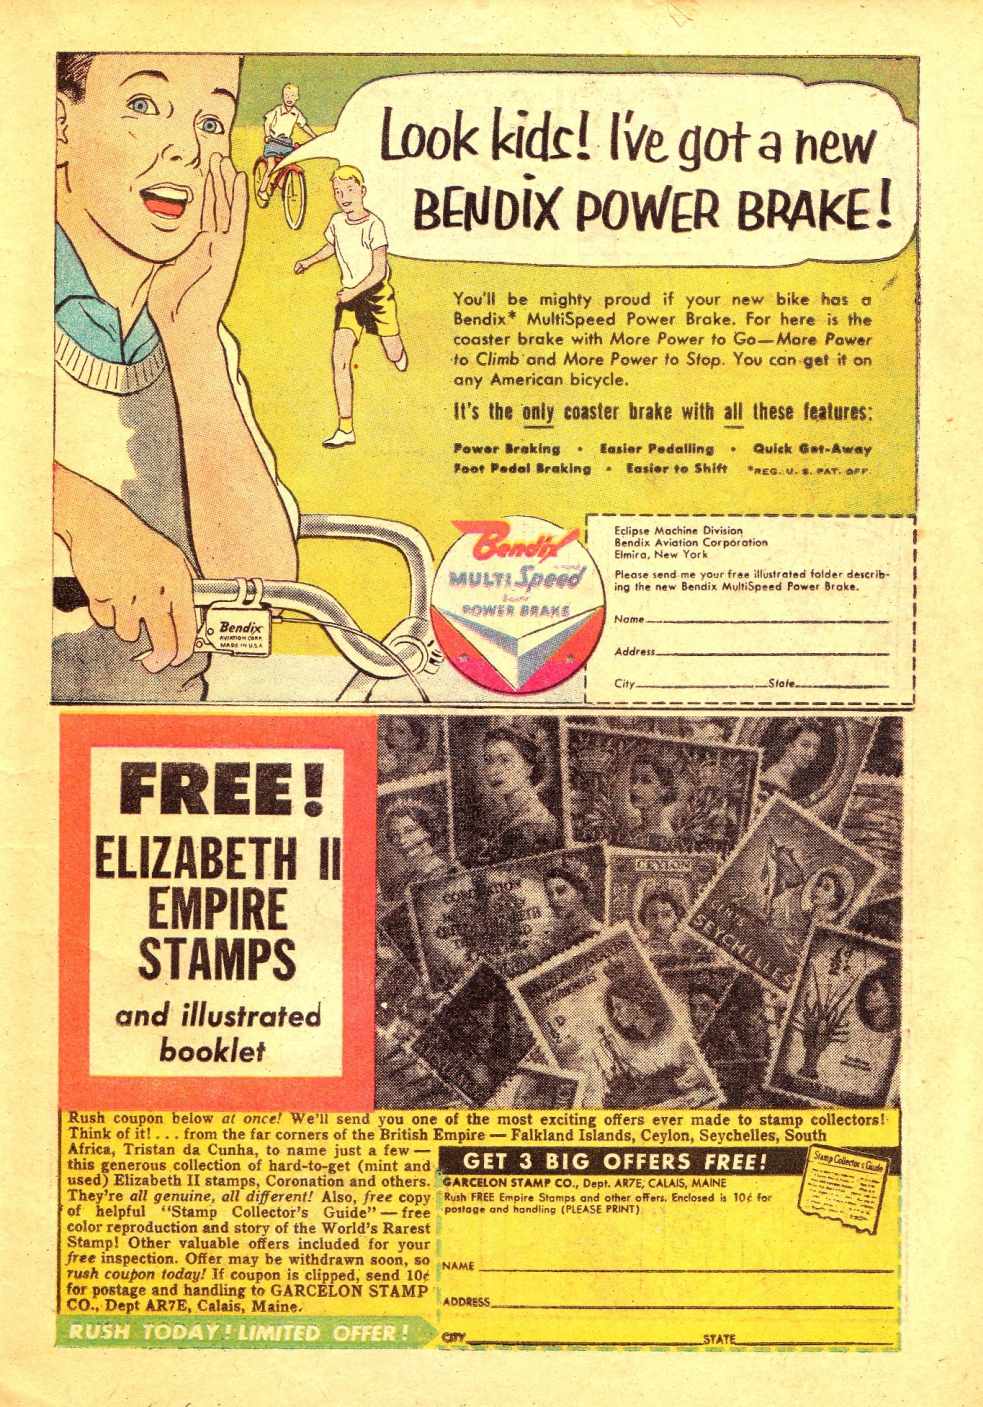 Look kids! I've got a new
BENDIX POWER BRAKE!
You'll be mighty proud if your new bike has a
Bendix* MultiSpeed Power Brake. For here is the
coaster brake with More Power to Go—More Power
to Climb and More Power to Stop. You can get it on
any American bicycle.
It's the only coaster brake with all these features:
Power Braking • Easier Pedalling • Quick Get-Away
Foot Pedal Braking • Easier to Shift *REG. U. S. PAT. OFF.
Bendix
AVIATION CORP.
MADE IN U.S.A.
Bendix
MULTI Speed
POWER BRAKE
Eclipse Machine Division
Bendix Aviation Corporation
Elmira, New York
Please send me your free illustrated folder describ-
ing the new Bendix MultiSpeed Power Brake.
Name
Address
City State
FREE!
ELIZABETH II
EMPIRE
STAMPS
and illustrated
booklet
CEYLON
SEYCHELLES
CORONATION
Rush coupon below at once! We'll send you one of the most exciting offers ever made to stamp collectors!
Think of it! . . . from the far corners of the British Empire — Falkland Islands, Ceylon, Seychelles, South
Africa, Tristan da Cunha, to name just a few —
this generous collection of hard-to-get (mint and
used) Elizabeth II stamps, Coronation and others.
They're all genuine, all different! Also, free copy
of helpful "Stamp Collector's Guide" — free
color reproduction and story of the World's Rarest
Stamp! Other valuable offers included for your
free inspection. Offer may be withdrawn soon, so
rush coupon today! If coupon is clipped, send 10¢
for postage and handling to GARCELON STAMP
CO., Dept AR7E, Calais, Maine.
RUSH TODAY! LIMITED OFFER!
GET 3 BIG OFFERS FREE!
Stamp Collector's Guide
GARCELON STAMP CO., Dept. AR7E, CALAIS, MAINE
Rush FREE Empire Stamps and other offers. Enclosed is 10¢ for
postage and handling (PLEASE PRINT)
NAME
ADDRESS
CITY STATE